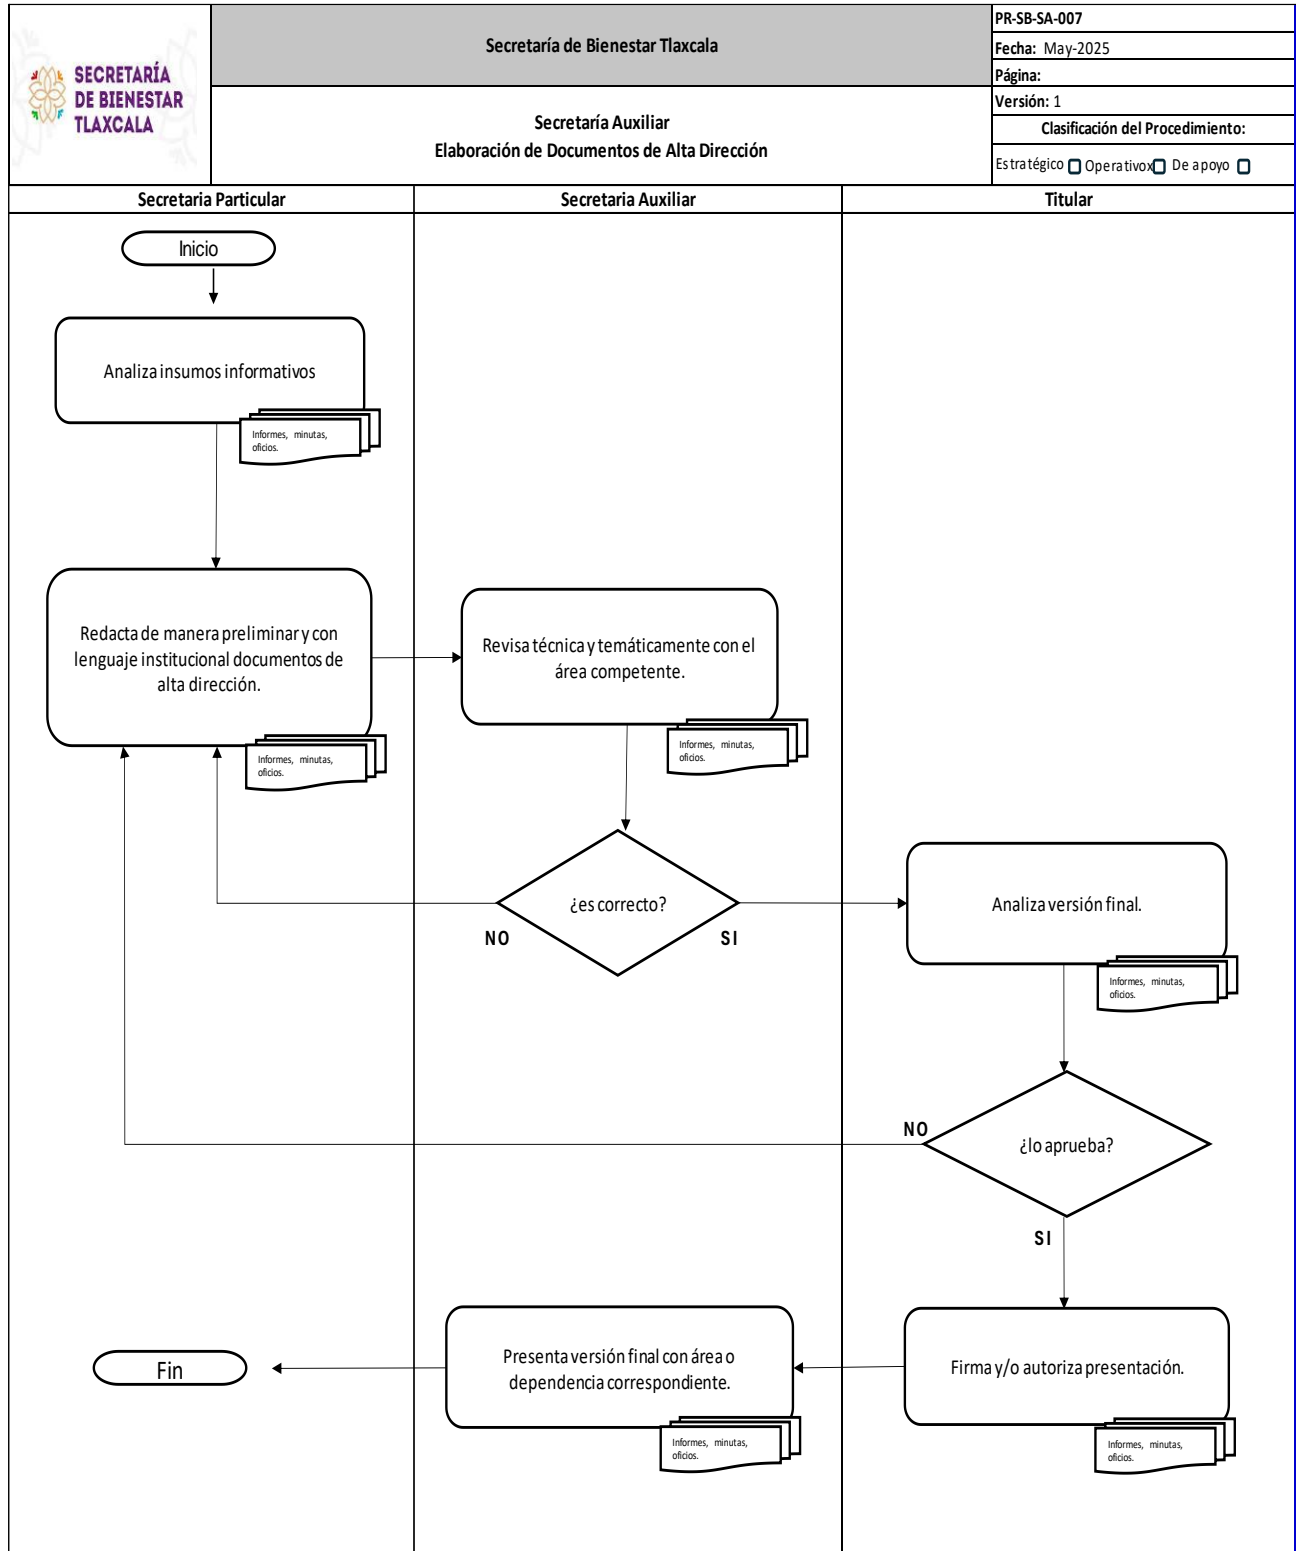 SECRETARÍA
DE BIENESTAR
TLAXCALA
Secretaría de Bienestar Tlaxcala
Secretaría Auxiliar
Elaboración de Documentos de Alta Dirección
PR-SB-SA-007
Fecha: May-2025
Página:
Versión: 1
Clasificación del Procedimiento:
Estratégico Operativox De apoyo
Secretaria Particular
Secretaria Auxiliar
Titular
Inicio
Analiza insumos informativos
Informes, minutas,
oficios.
Redacta de manera preliminar y con
lenguaje institucional documentos de
alta dirección.
Informes, minutas,
oficios.
Revisa técnica y temáticamente con el
área competente.
Informes, minutas,
oficios.
¿es correcto?
NO
SI
Analiza versión final.
Informes, minutas,
oficios.
¿lo aprueba?
NO
SI
Firma y/o autoriza presentación.
Informes, minutas,
oficios.
Presenta versión final con área o
dependencia correspondiente.
Informes, minutas,
oficios.
Fin